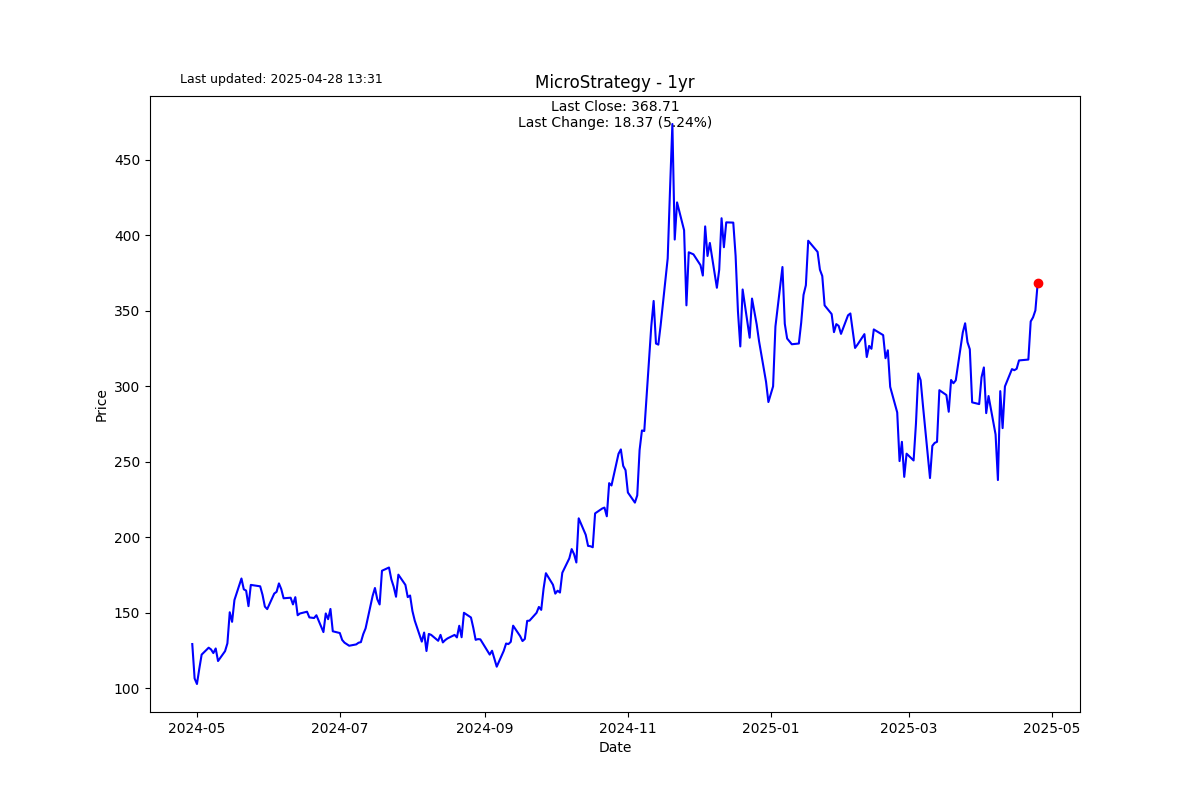 Last updated: 2025-04-28 13:31
MicroStrategy - 1yr
Last Close: 368.71
Last Change: 18.37 (5.24%)
450
400
350
300
250
200
150
100
Price
2024-05 2024-07 2024-09 2024-11 2025-01 2025-03 2025-05
Date